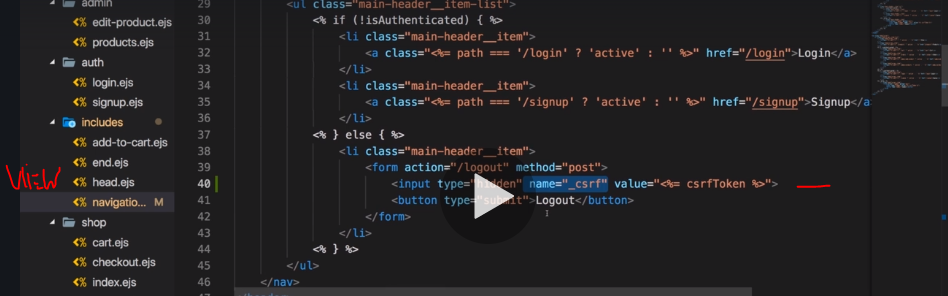 admin
edit-product.ejs
products.ejs
auth
login.ejs
signup.ejs
includes
add-to-cart.ejs
end.ejs
head.ejs
navigatio... M
shop
cart.ejs
checkout.ejs
index.ejs
VIEW
29 <ul class="main-header__item-list">
30 <% if (!isAuthenticated) { %>
31 <li class="main-header__item">
32 <a class="<%= path === '/login' ? 'active' : '' %>" href="/login">Login</a>
33 </li>
34 <li class="main-header__item">
35 <a class="<%= path === '/signup' ? 'active' : '' %>" href="/signup">Signup</a
36 </li>
37 <% } else { %>
38 <li class="main-header__item">
39 <form action="/logout" method="post">
40 <input type="hidden" name="_csrf" value="<%= csrfToken %>">
41 <button type="submit">Logout</button>
42 </form>
43 </li>
44 <% } %>
45 </ul>
46 </nav>